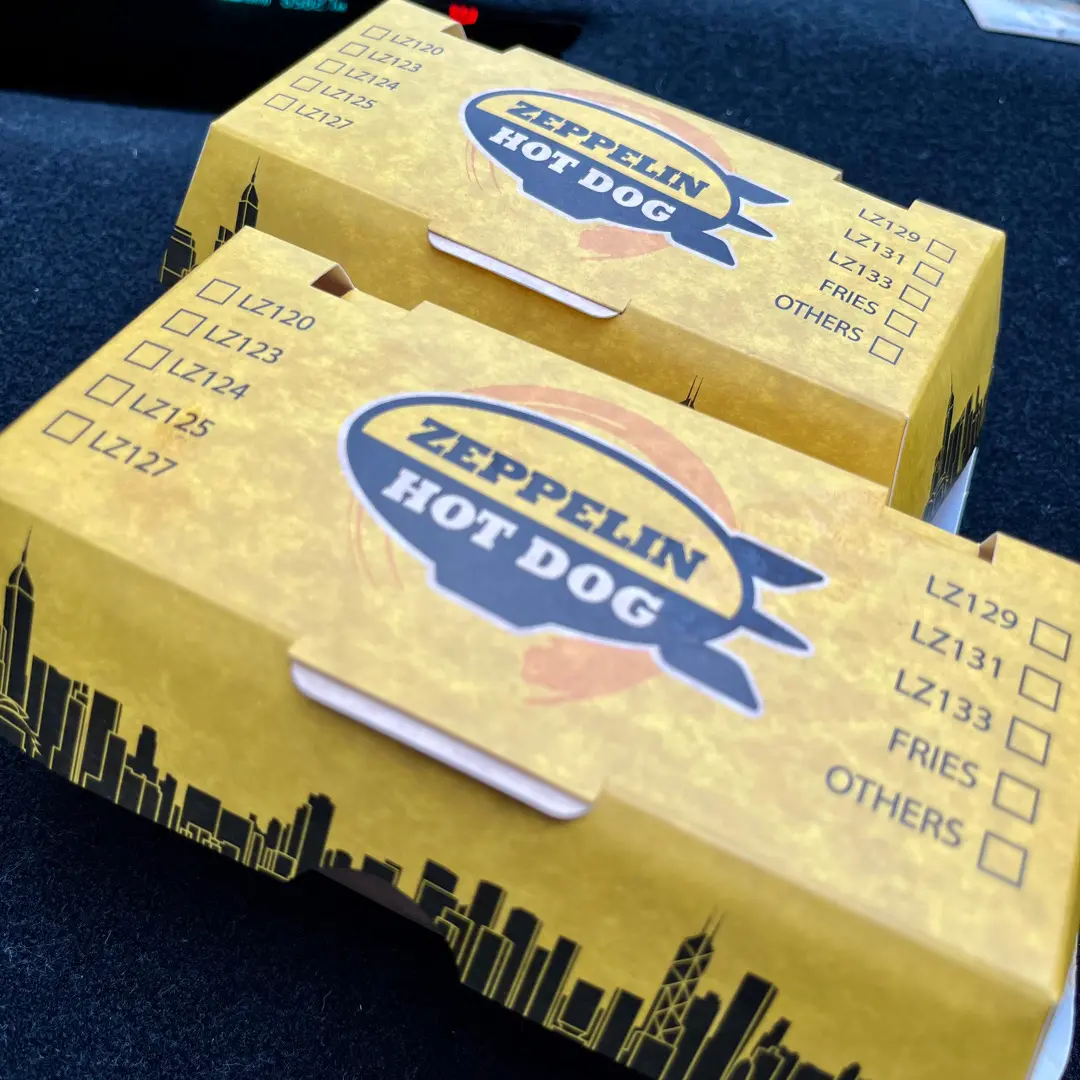 LZ120
LZ123
LZ124
LZ125
LZ127
ZEPPELIN
HOT DOG
LZ129
LZ131
LZ133
FRIES
OTHERS
LZ120
LZ123
LZ124
LZ125
LZ127
ZEPPELIN
HOT DOG
LZ129
LZ131
LZ133
FRIES
OTHERS